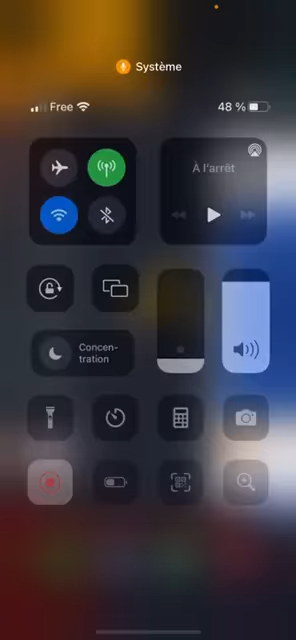 Système
Free 48 %
À l'arrêt
Concen-
tration